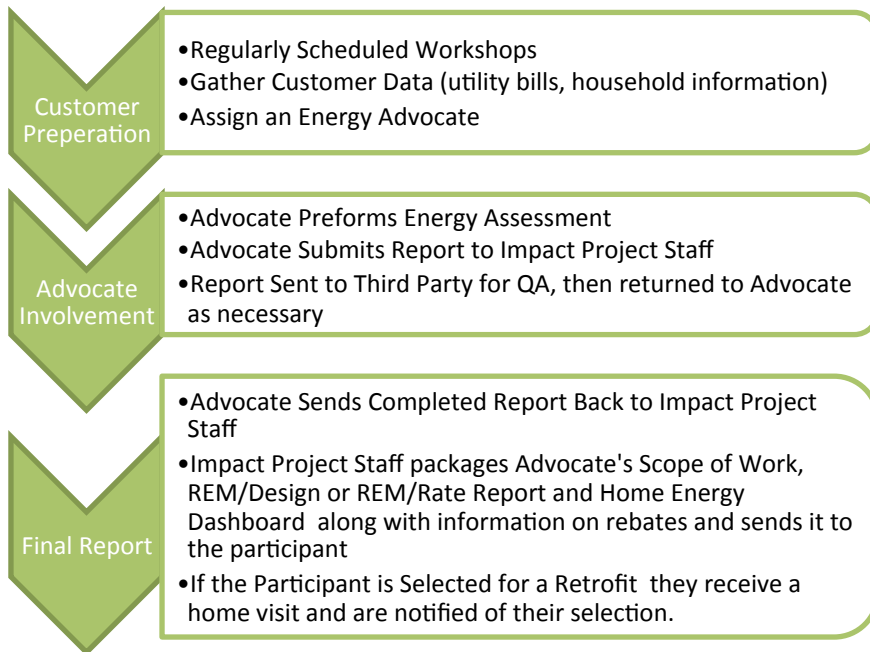 Customer
Preperation
•Regularly Scheduled Workshops
•Gather Customer Data (utility bills, household information)
•Assign an Energy Advocate
Advocate
Involvement
•Advocate Preforms Energy Assessment
•Advocate Submits Report to Impact Project Staff
•Report Sent to Third Party for QA, then returned to Advocate
as necessary
Final Report
•Advocate Sends Completed Report Back to Impact Project
Staff
•Impact Project Staff packages Advocate's Scope of Work,
REM/Design or REM/Rate Report and Home Energy
Dashboard along with information on rebates and sends it to
the participant
•If the Participant is Selected for a Retrofit they receive a
home visit and are notified of their selection.